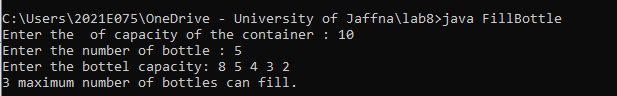 C:\Users\2021E075\OneDrive - University of Jaffna\lab8>java FillBottle
Enter the  of capacity of the container : 10
Enter the number of bottle : 5
Enter the bottel capacity: 8 5 4 3 2
3 maximum number of bottles can fill.